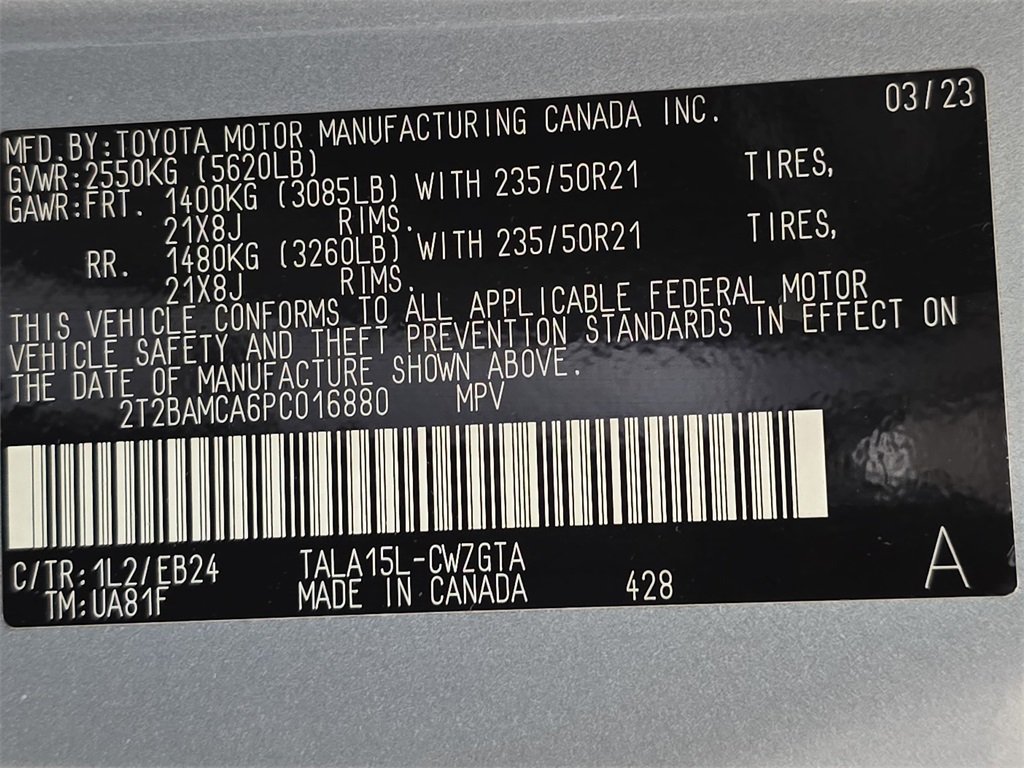 03/23
MFD.BY:TOYOTA MOTOR MANUFACTURING CANADA INC.
GVWR:2550KG (5620LB)
GAWR:FRT. 1400KG (3085LB) WITH 235/50R21 TIRES,
21X8J RIMS.
RR. 1480KG (3260LB) WITH 235/50R21 TIRES,
21X8J RIMS.
THIS VEHICLE CONFORMS TO ALL APPLICABLE FEDERAL MOTOR
VEHICLE SAFETY AND THEFT PREVENTION STANDARDS IN EFFECT ON
THE DATE OF MANUFACTURE SHOWN ABOVE.
2T2BAMCA6PC016880 MPV
C/TR:1L2/EB24 TALA15L-CWZGTA
TM:UA81F MADE IN CANADA 428 A